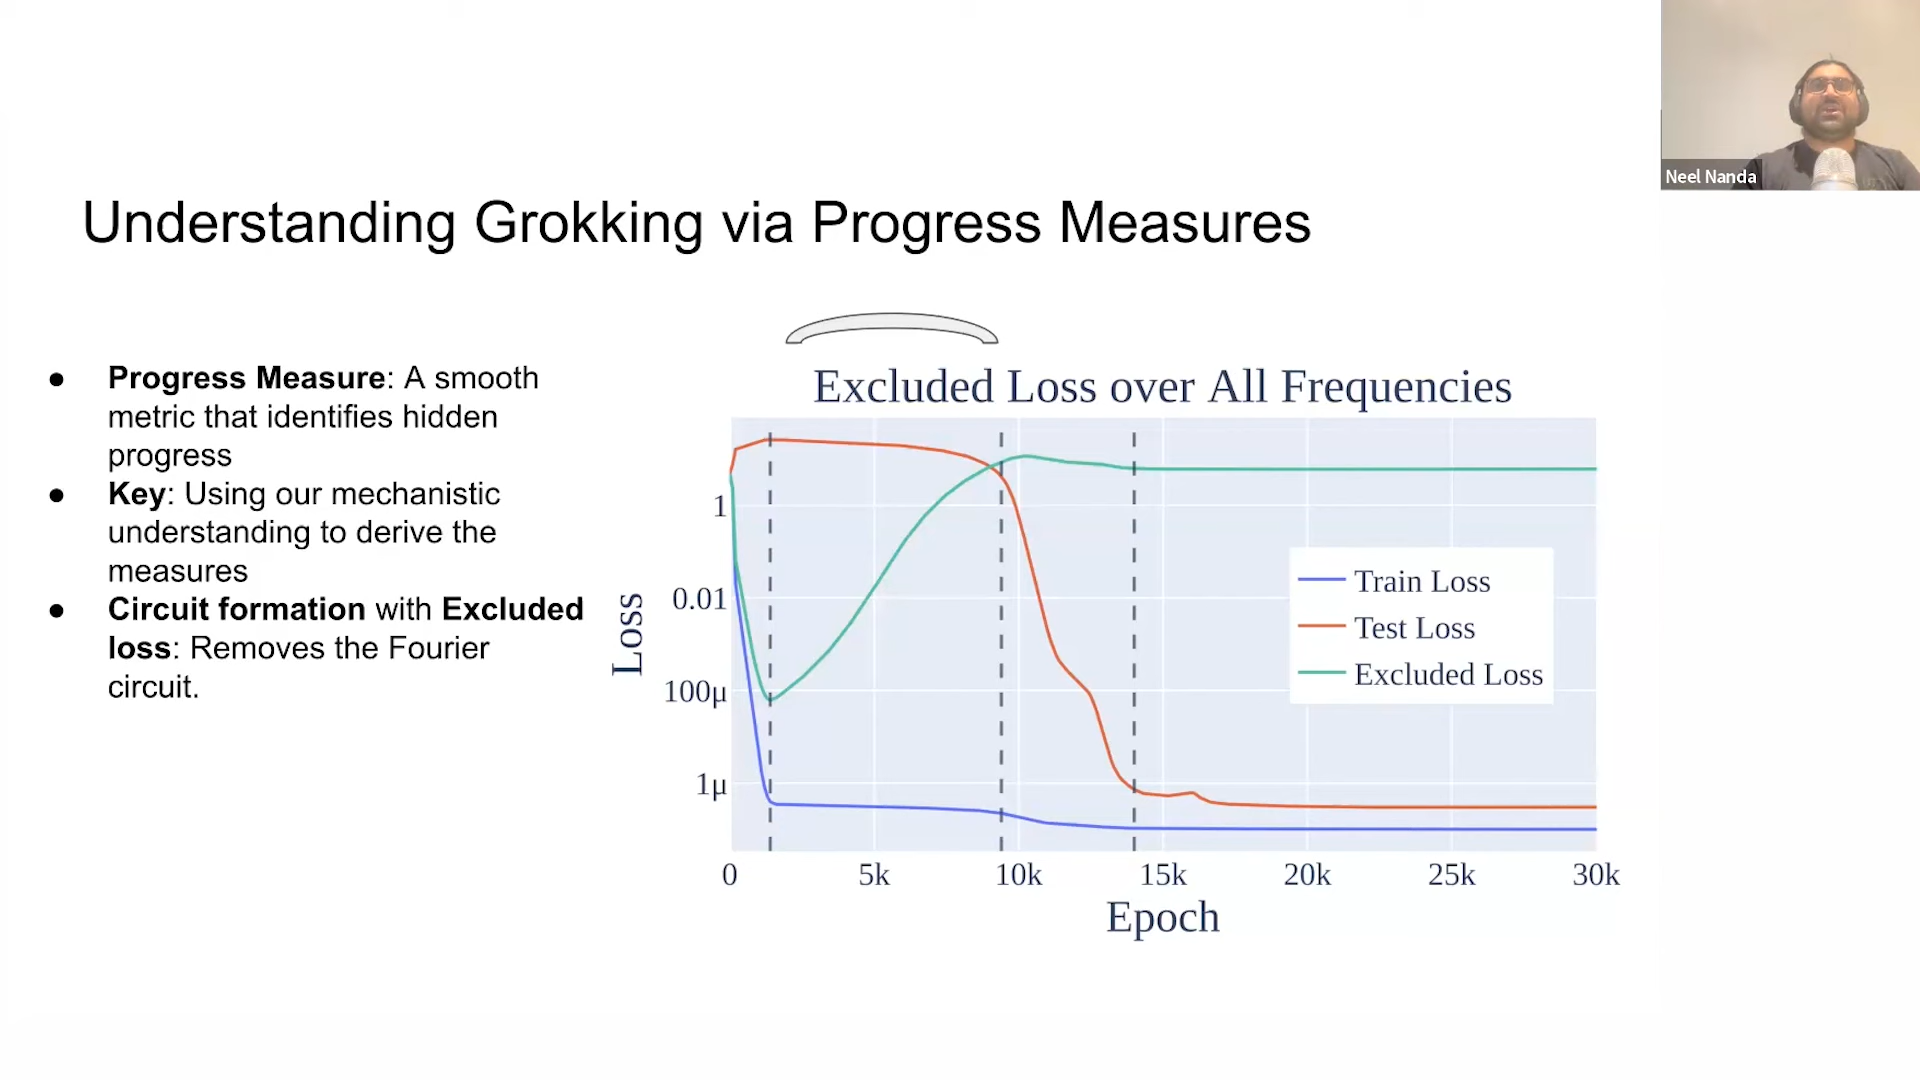 Neel Nanda
Understanding Grokking via Progress Measures
● Progress Measure: A smooth
metric that identifies hidden
progress
● Key: Using our mechanistic
understanding to derive the
measures
● Circuit formation with Excluded
loss: Removes the Fourier
circuit.
Excluded Loss over All Frequencies
Loss
1
0.01
100μ
1μ
Train Loss
Test Loss
Excluded Loss
0 5k 10k 15k 20k 25k 30k
Epoch